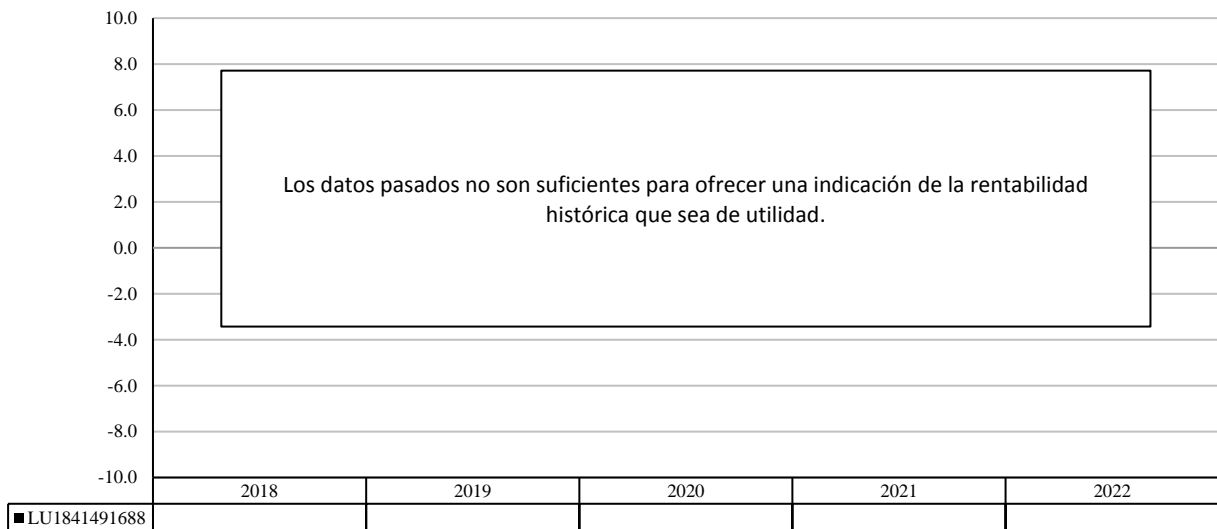 10.0
8.0
6.0
4.0
2.0
0.0
-2.0
-4.0
-6.0
-8.0
-10.0
Los datos pasados no son suficientes para ofrecer una indicación de la rentabilidad
histórica que sea de utilidad.
2018 2019 2020 2021 2022
LU1841491688